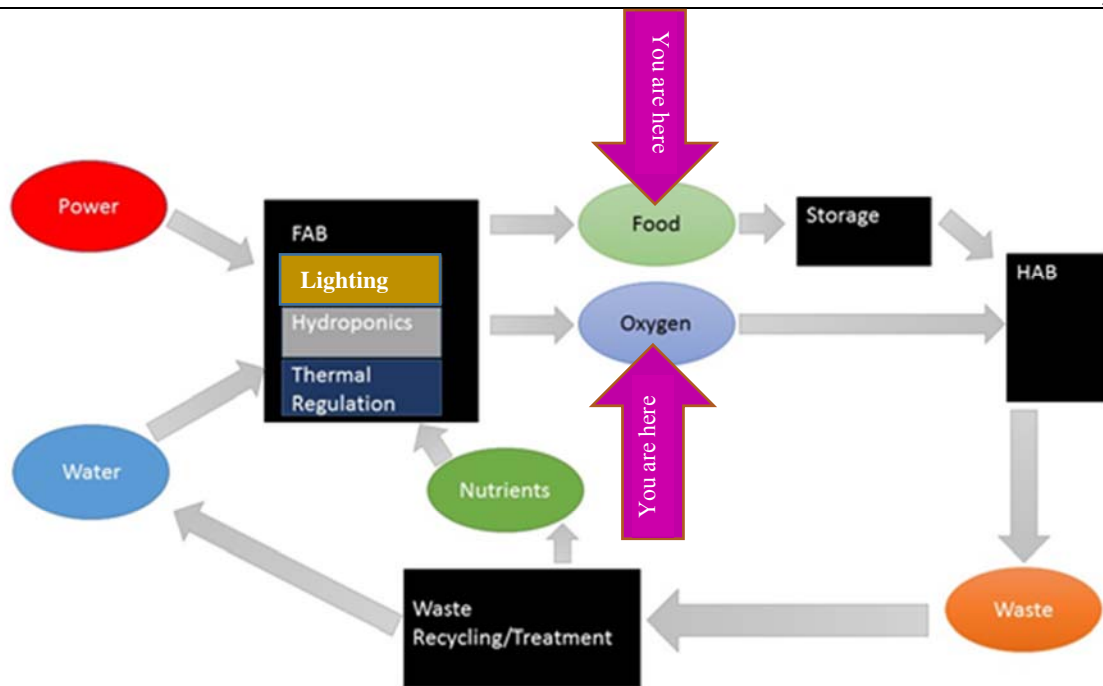 You are here
Power
FAB
Lighting
Hydroponics
Thermal
Regulation
Food
Storage
HAB
Oxygen
You are here
Water
Nutrients
Waste
Recycling/Treatment
Waste